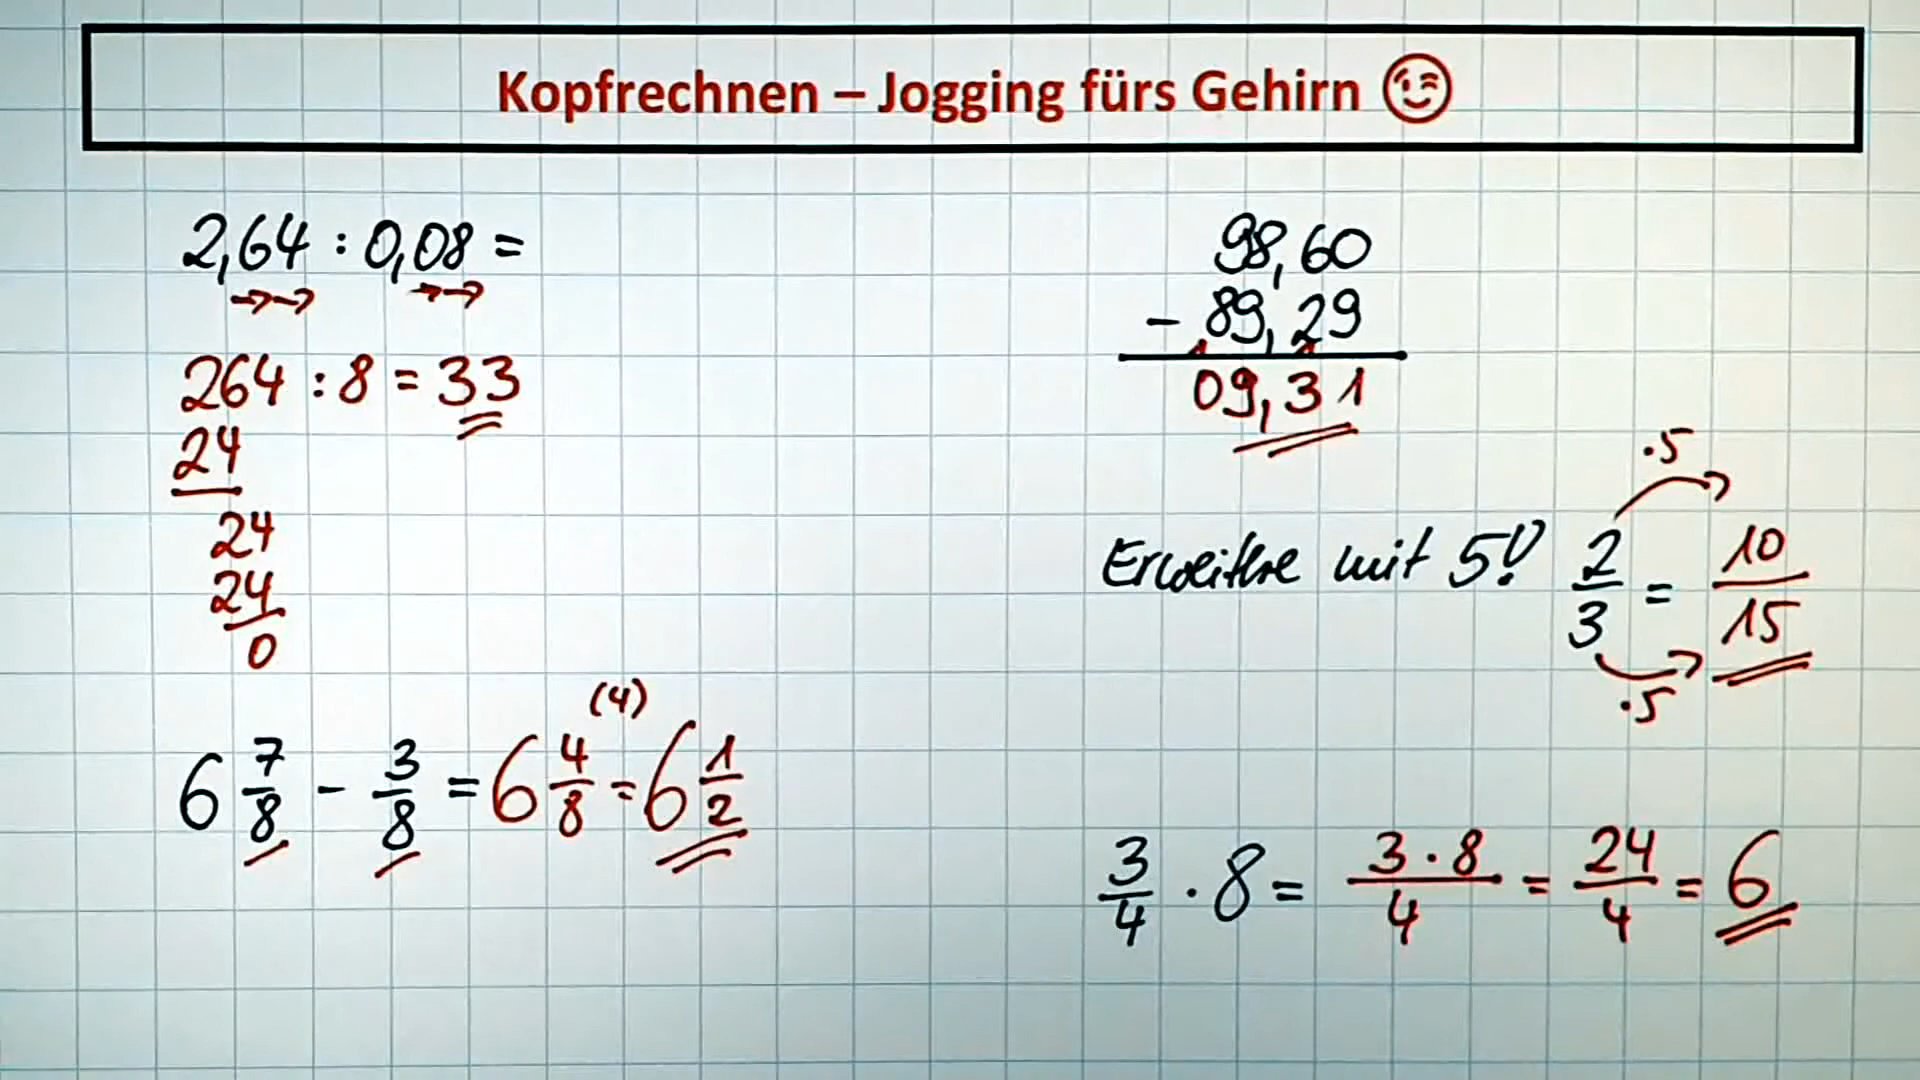 Kopfrechnen – Jogging fürs Gehirn 😉
2,64 : 0,08 =
264 : 8 = 33
24
24
24
0
6 7/8 - 3/8 = 6 4/8 (4) = 6 1/2
98,60
- 89,29
1 1
09,31
Erweitere mit 5! 2/3 = 10/15
·5
·5
3/4 · 8 = 3·8/4 = 24/4 = 6